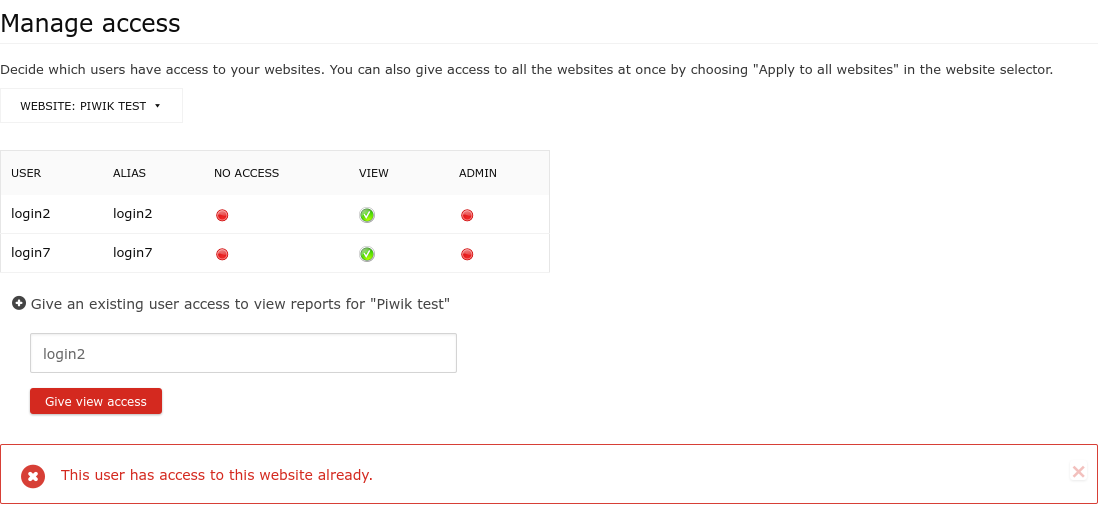 Manage access
Decide which users have access to your websites. You can also give access to all the websites at once by choosing "Apply to all websites" in the website selector.
WEBSITE: PIWIK TEST
USER ALIAS NO ACCESS VIEW ADMIN
login2 login2
login7 login7
Give an existing user access to view reports for "Piwik test"
login2
Give view access
This user has access to this website already.